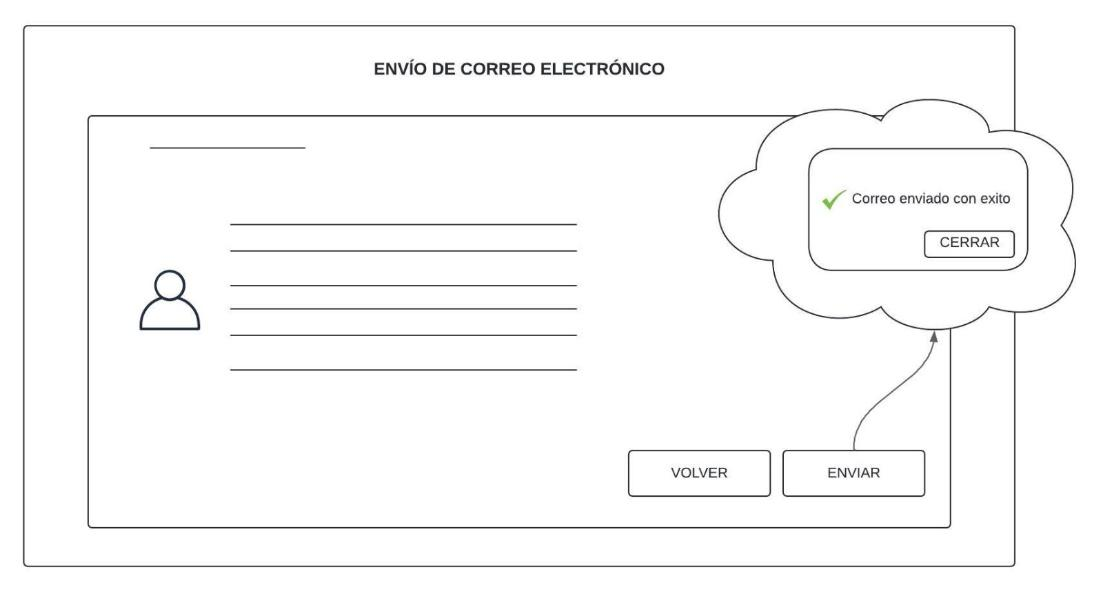 ENVÍO DE CORREO ELECTRÓNICO
Correo enviado con exito
CERRAR
VOLVER
ENVIAR